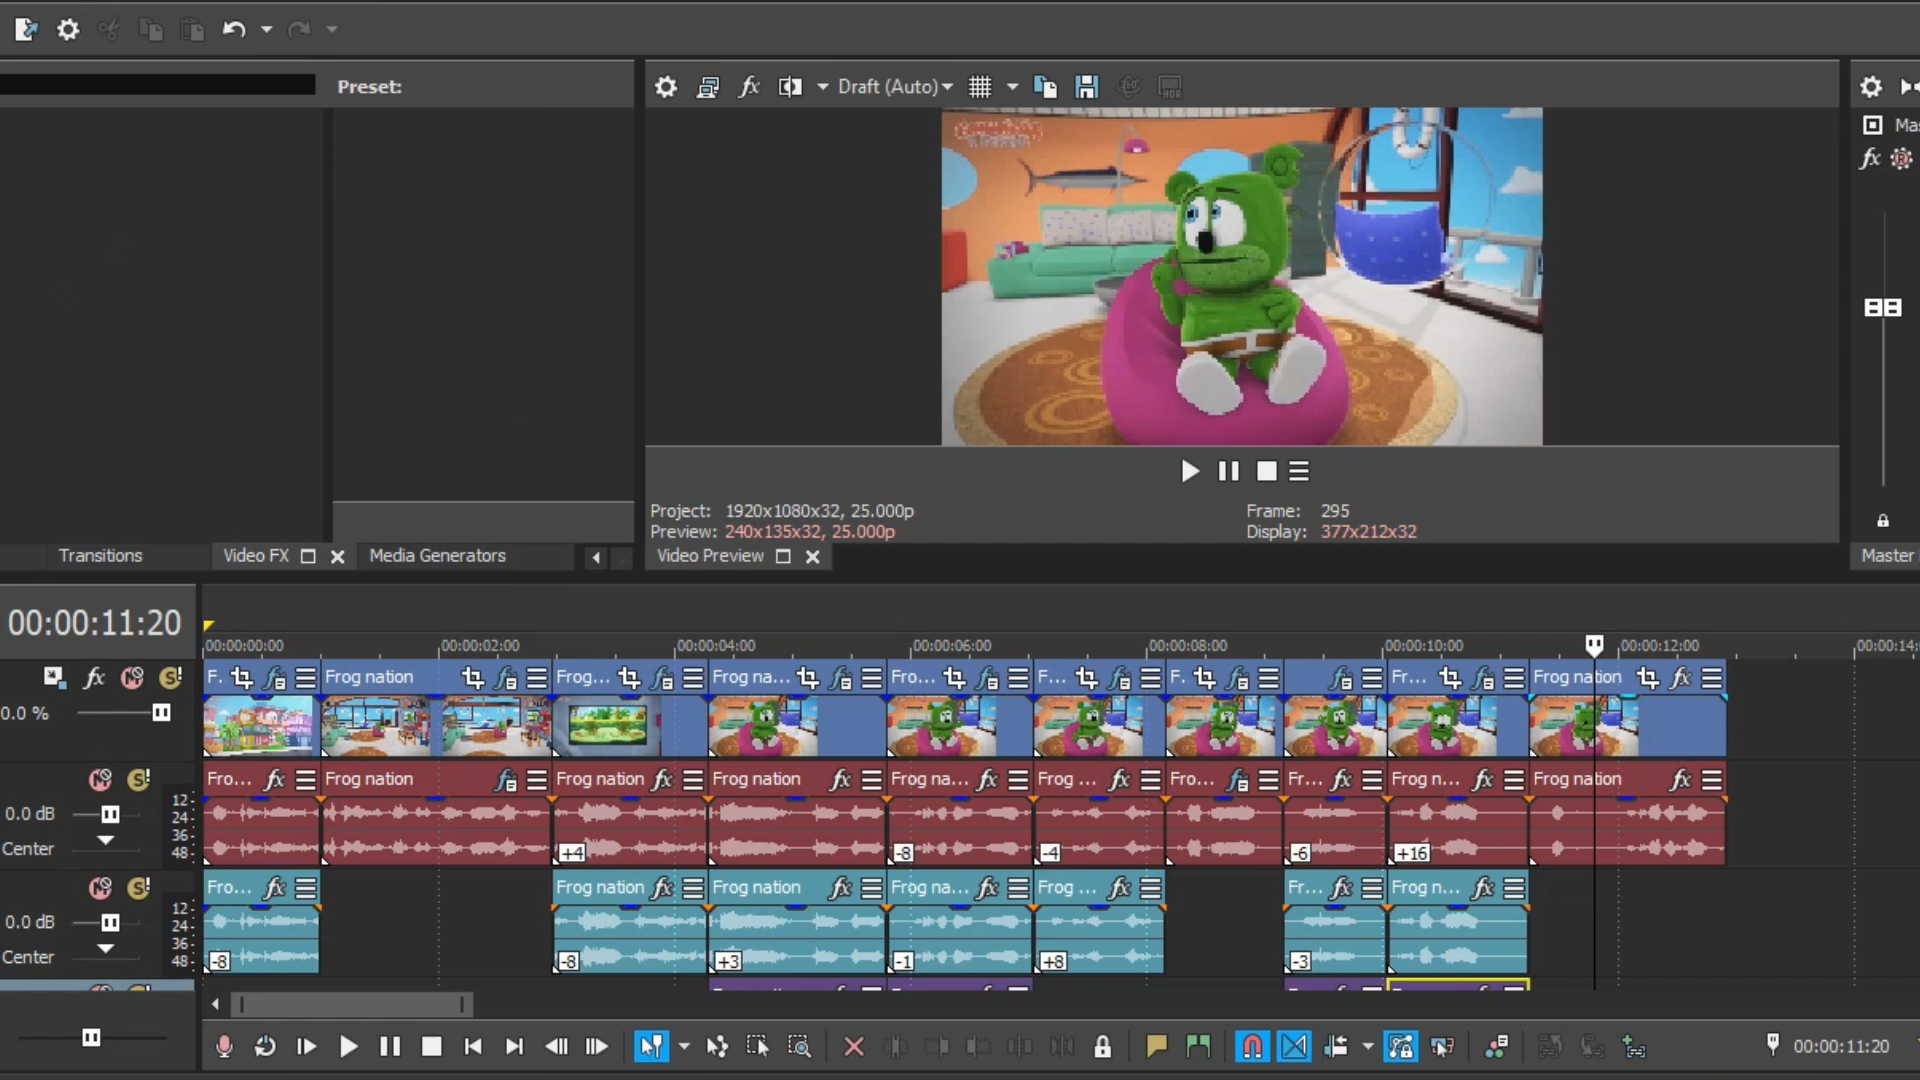 Preset:
Draft (Auto)
HDR
Mas
Project: 1920x1080x32, 25.000p
Preview: 240x135x32, 25.000p
Frame: 295
Display: 377x212x32
Transitions
Video FX
Media Generators
Video Preview
Master
00:00:11:20
00:00:00:00
00:00:02:00
00:00:04:00
00:00:06:00
00:00:08:00
00:00:10:00
00:00:12:00
00:00:14:
0.0 %
F.
Frog nation
Frog...
Frog na...
Fro...
F...
F.
Fr...
Frog nation
0.0 dB
Center
12
24
36
48
Fro...
Frog nation
Frog nation
Frog nation
Frog na...
Frog ...
Fro...
Fr...
Frog n...
Frog nation
+4
-8
-4
-6
+16
0.0 dB
Center
12
24
36
48
Fro...
Frog nation
Frog nation
Frog na...
Frog ...
Fr...
Frog n...
-8
-8
+3
-1
+8
-3
00:00:11:20